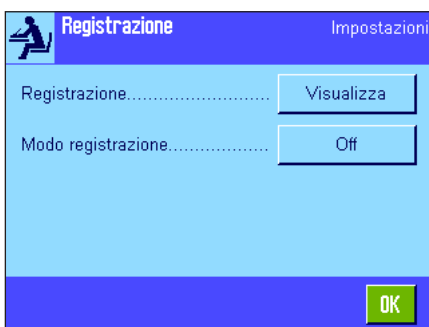 Registrazione Impostazioni
Registrazione........................... Visualizza
Modo registrazione................... Off
OK